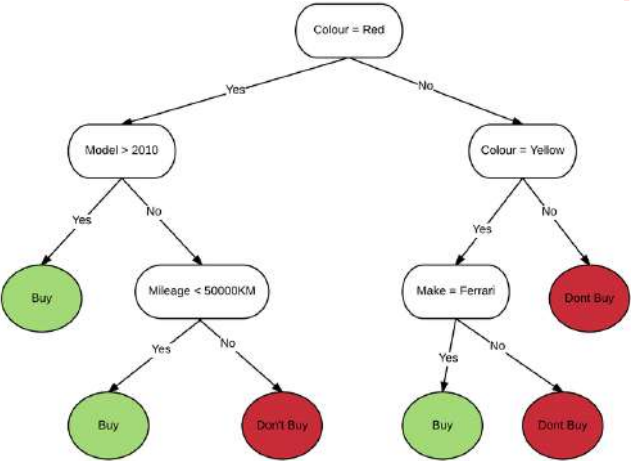 Colour = Red
Yes
No
Model > 2010
Colour = Yellow
Yes
No
Yes
No
Buy
Mileage < 50000KM
Make = Ferrari
Dont Buy
Yes
No
Yes
No
Buy
Don't Buy
Buy
Dont Buy